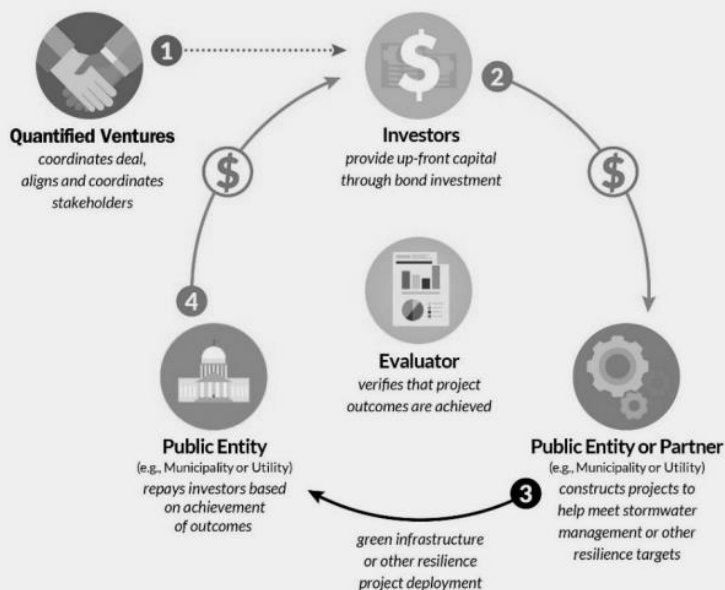 1
Quantified Ventures
coordinates deal,
aligns and coordinates
stakeholders
$
Investors
provide up-front capital
through bond investment
2
$
$
4
Evaluator
verifies that project
outcomes are achieved
Public Entity
(e.g., Municipality or Utility)
repays investors based
on achievement
of outcomes
Public Entity or Partner
(e.g., Municipality or Utility)
constructs projects to
help meet stormwater
management or other
resilience targets
3
green infrastructure
or other resilience
project deployment